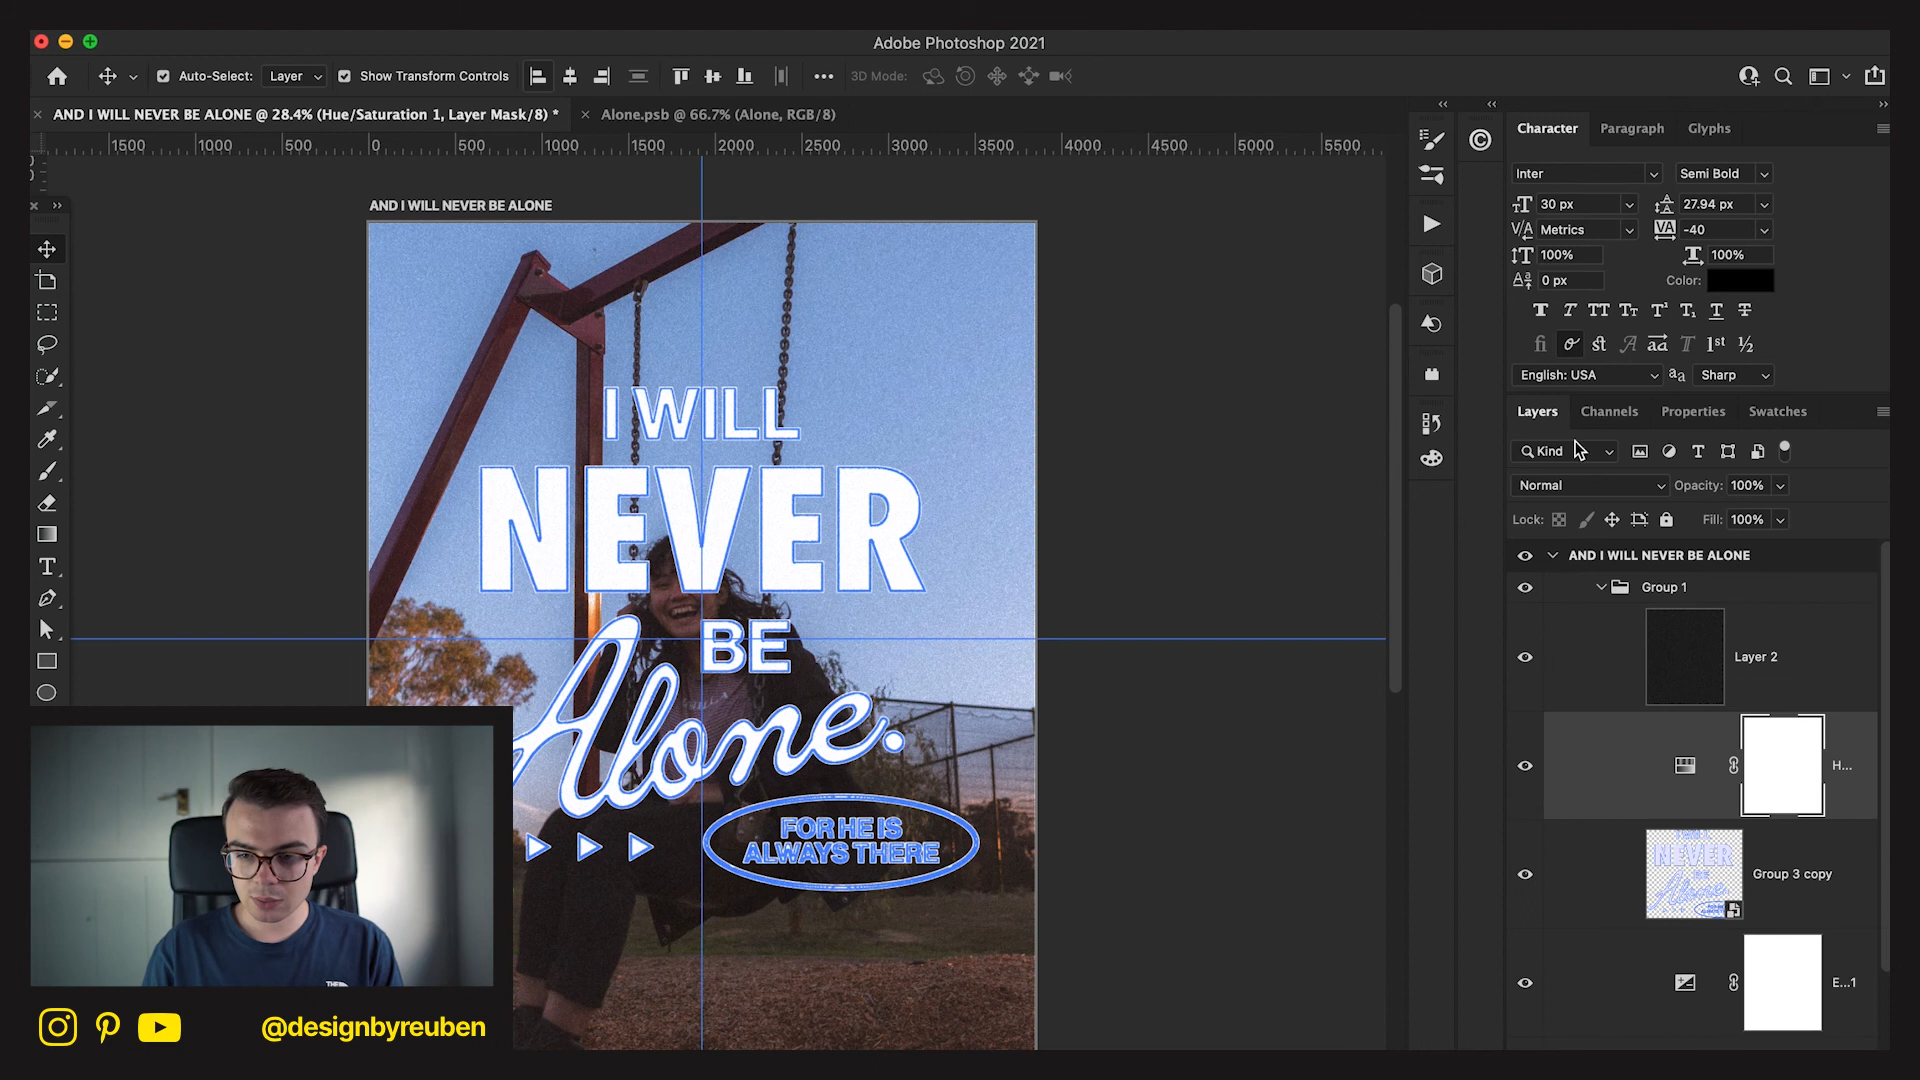 Adobe Photoshop 2021
Auto-Select: Layer Show Transform Controls 3D Mode:
AND I WILL NEVER BE ALONE @ 28.4% (Hue/Saturation 1, Layer Mask/8) * Alone.psb @ 66.7% (Alone, RGB/8)
1500 1000 500 0 500 1000 1500 2000 2500 3000 3500 4000 4500 5000 5500
AND I WILL NEVER BE ALONE
I WILL
NEVER
BE
Alone.
FOR HE IS
ALWAYS THERE
@designbyreuben
Character Paragraph Glyphs
Inter Semi Bold
30 px 27.94 px
Metrics -40
100% 100%
0 px Color:
English: USA Sharp
Layers Channels Properties Swatches
Kind
Normal Opacity: 100%
Lock: Fill: 100%
AND I WILL NEVER BE ALONE
Group 1
Layer 2
H...
Group 3 copy
E...1